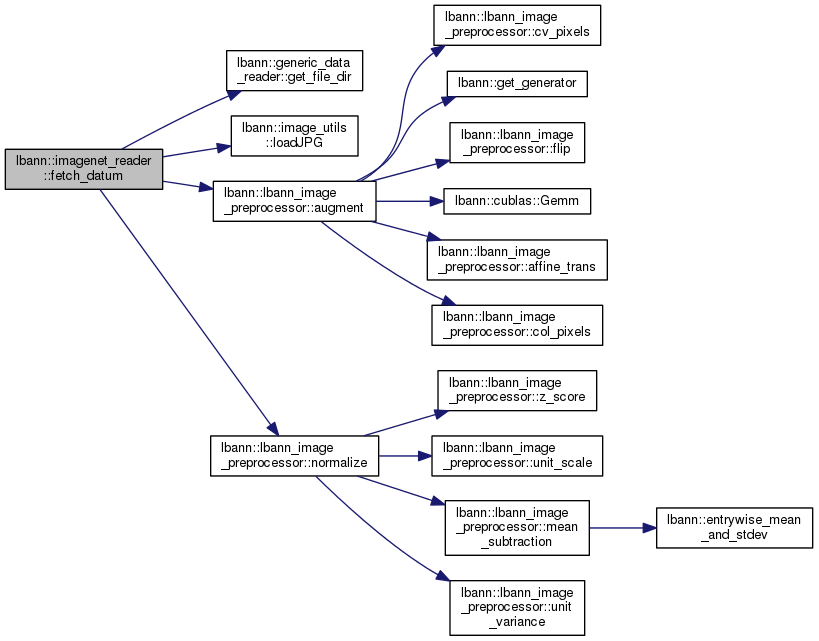 lbann::imagenet_reader
::fetch_datum
lbann::generic_data
_reader::get_file_dir
lbann::image_utils
::loadJPG
lbann::lbann_image
_preprocessor::augment
lbann::lbann_image
_preprocessor::cv_pixels
lbann::get_generator
lbann::lbann_image
_preprocessor::flip
lbann::cublas::Gemm
lbann::lbann_image
_preprocessor::affine_trans
lbann::lbann_image
_preprocessor::col_pixels
lbann::lbann_image
_preprocessor::normalize
lbann::lbann_image
_preprocessor::z_score
lbann::lbann_image
_preprocessor::unit_scale
lbann::lbann_image
_preprocessor::mean
_subtraction
lbann::entrywise_mean
_and_stdev
lbann::lbann_image
_preprocessor::unit
_variance